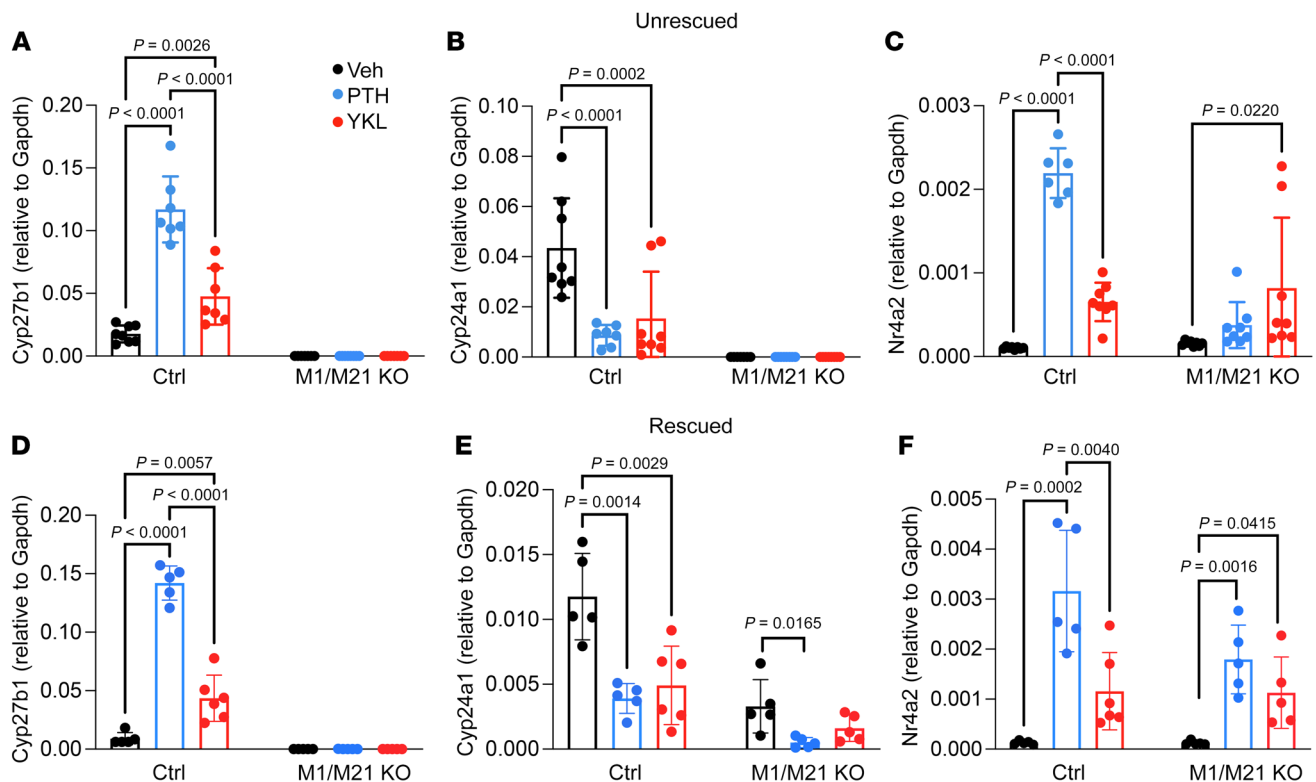 Unrescued
A
P = 0.0026
P < 0.0001
P < 0.0001
Cyp27b1 (relative to Gapdh)
0.20
0.15
0.10
0.05
0.00
Ctrl
M1/M21 KO
Veh
PTH
YKL
B
P = 0.0002
P < 0.0001
Cyp24a1 (relative to Gapdh)
0.10
0.08
0.06
0.04
0.02
0.00
Ctrl
M1/M21 KO
C
P < 0.0001
P < 0.0001
P = 0.0220
Nr4a2 (relative to Gapdh)
0.003
0.002
0.001
0.000
Ctrl
M1/M21 KO
Rescued
D
P = 0.0057
P < 0.0001
P < 0.0001
Cyp27b1 (relative to Gapdh)
0.20
0.15
0.10
0.05
0.00
Ctrl
M1/M21 KO
E
P = 0.0029
P = 0.0014
P = 0.0165
Cyp24a1 (relative to Gapdh)
0.020
0.015
0.010
0.005
0.000
Ctrl
M1/M21 KO
F
P = 0.0040
P = 0.0002
P = 0.0415
P = 0.0016
Nr4a2 (relative to Gapdh)
0.005
0.004
0.003
0.002
0.001
0.000
Ctrl
M1/M21 KO